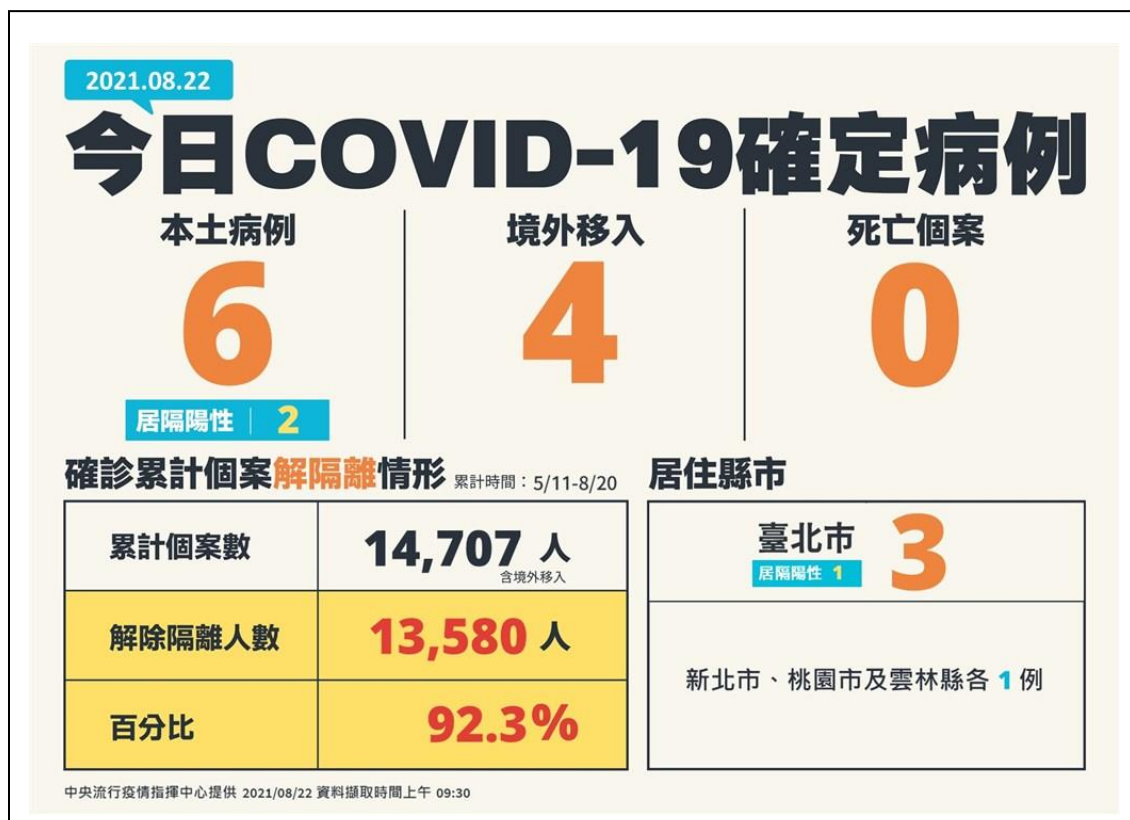 2021.08.22
今日COVID-19確定病例
本土病例
6
居隔陽性 | 2
境外移入
4
死亡個案
0
確診累計個案解隔離情形 累計時間：5/11-8/20
累計個案數 14,707 人
含境外移入
解除隔離人數 13,580 人
百分比 92.3%
居住縣市
臺北市 3
居隔陽性 1
新北市、桃園市及雲林縣各 1 例
中央流行疫情指揮中心提供 2021/08/22 資料擷取時間上午 09:30